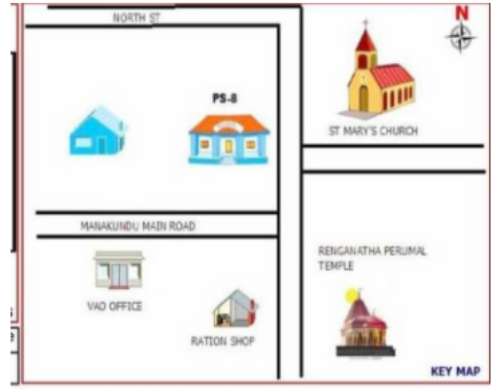 NORTH ST
N
PS-8
ST MARY'S CHURCH
MANAKUNDU MAIN ROAD
RENGANATHA PERUMAL
TEMPLE
VAO OFFICE
RATION SHOP
KEY MAP